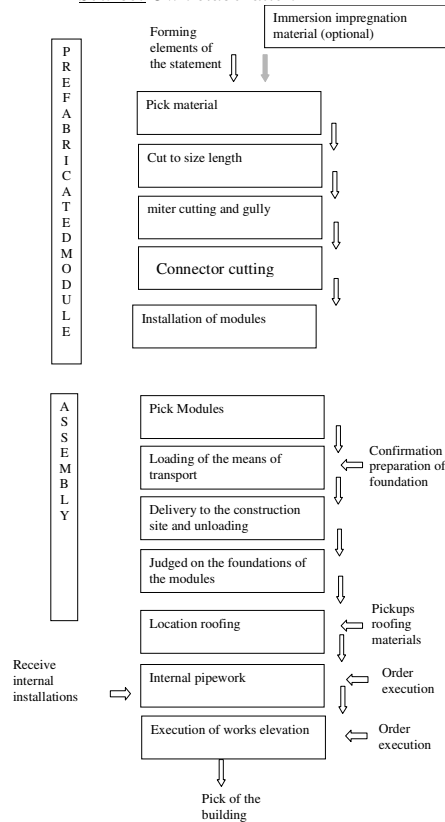 Forming
elements of
the statement
Immersion impregnation
material (optional)
PREFABRICATEDMODULE
Pick material
Cut to size length
miter cutting and gully
Connector cutting
Installation of modules
ASSEMBLY
Pick Modules
Loading of the means of
transport
Confirmation
preparation of
foundation
Delivery to the construction
site and unloading
Judged on the foundations of
the modules
Location roofing
Pickups
roofing
materials
Receive
internal
installations
Internal pipework
Order
execution
Execution of works elevation
Order
execution
Pick of the
building